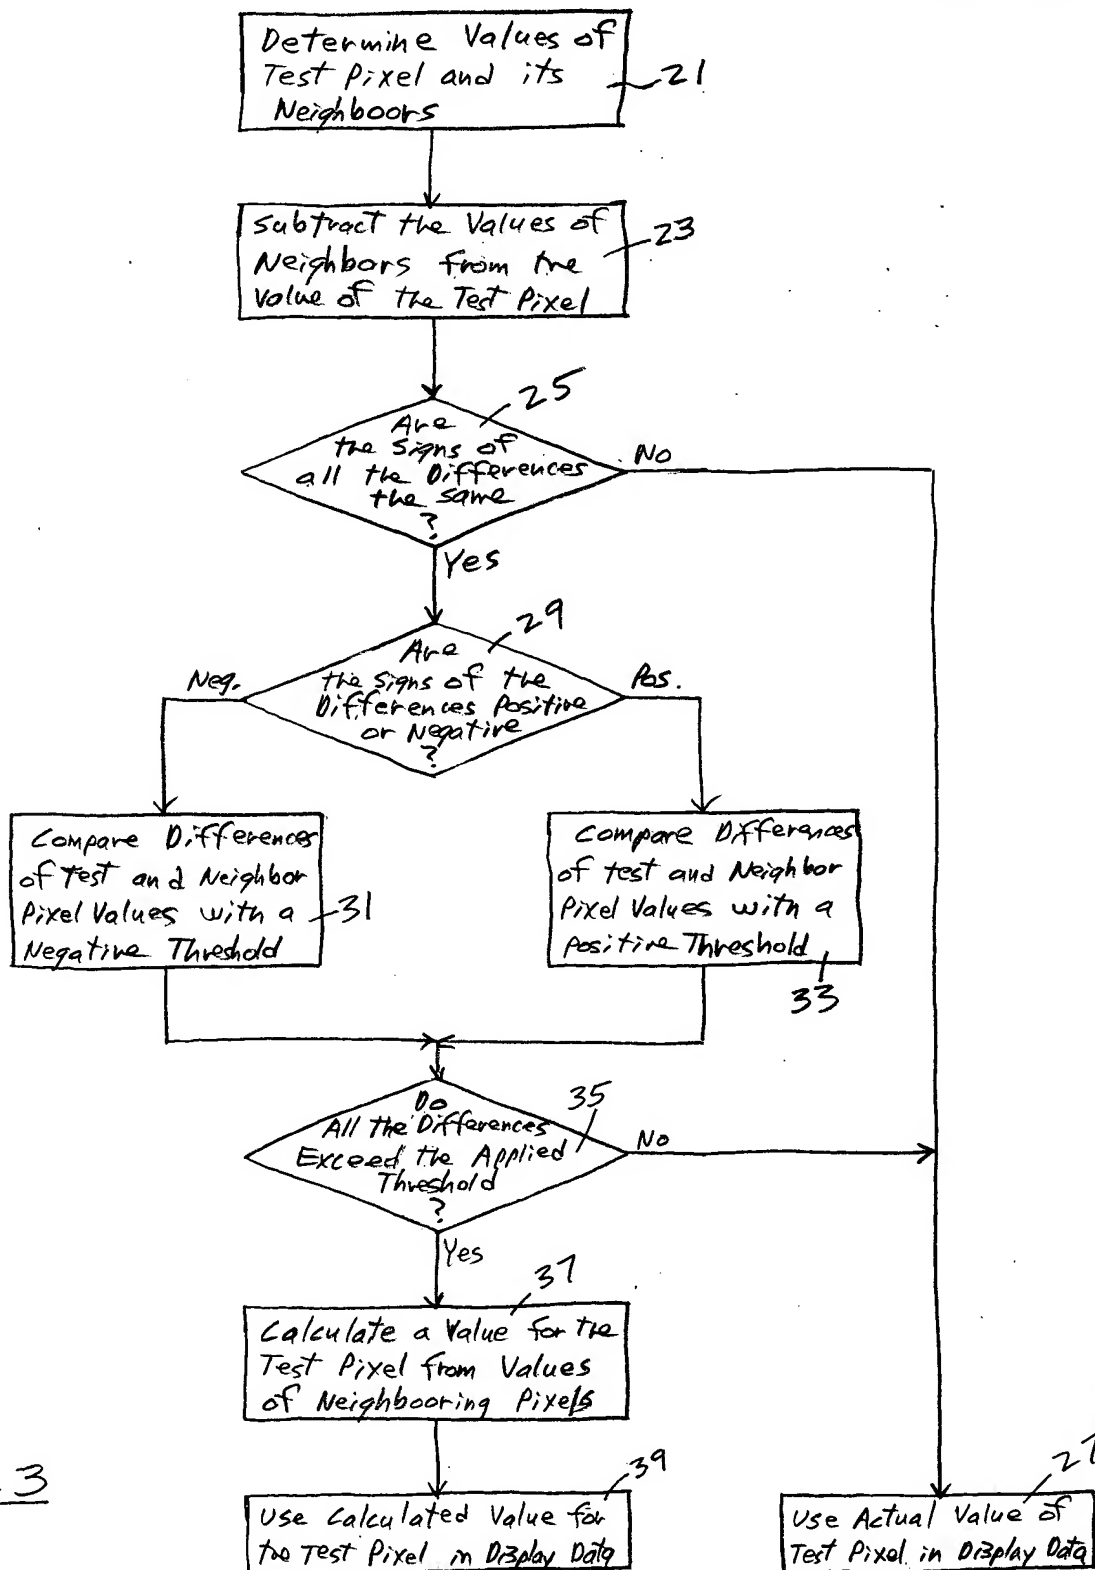 Determine Values of
Test Pixel and its
Neighboors
21
Subtract the Values of
Neighbors from the
Value of the Test Pixel
23
25
Are
the Signs of
all the Differences
the same
?
No
Yes
29
Are
the Signs of the
Differences Positive
or Negative
?
Neg.
Pos.
Compare Differences
of Test and Neighbor
Pixel Values with a
Negative Threshold
31
Compare Differences
of test and Neighbor
Pixel Values with a
Positive Threshold
33
Do
All the Differences
Exceed the Applied
Threshold
?
35
No
Yes
37
Calculate a Value for the
Test Pixel from Values
of Neighbooring Pixels
3
39
Use Calculated Value for
the Test Pixel in Display Data
27
Use Actual Value of
Test Pixel in Display Data